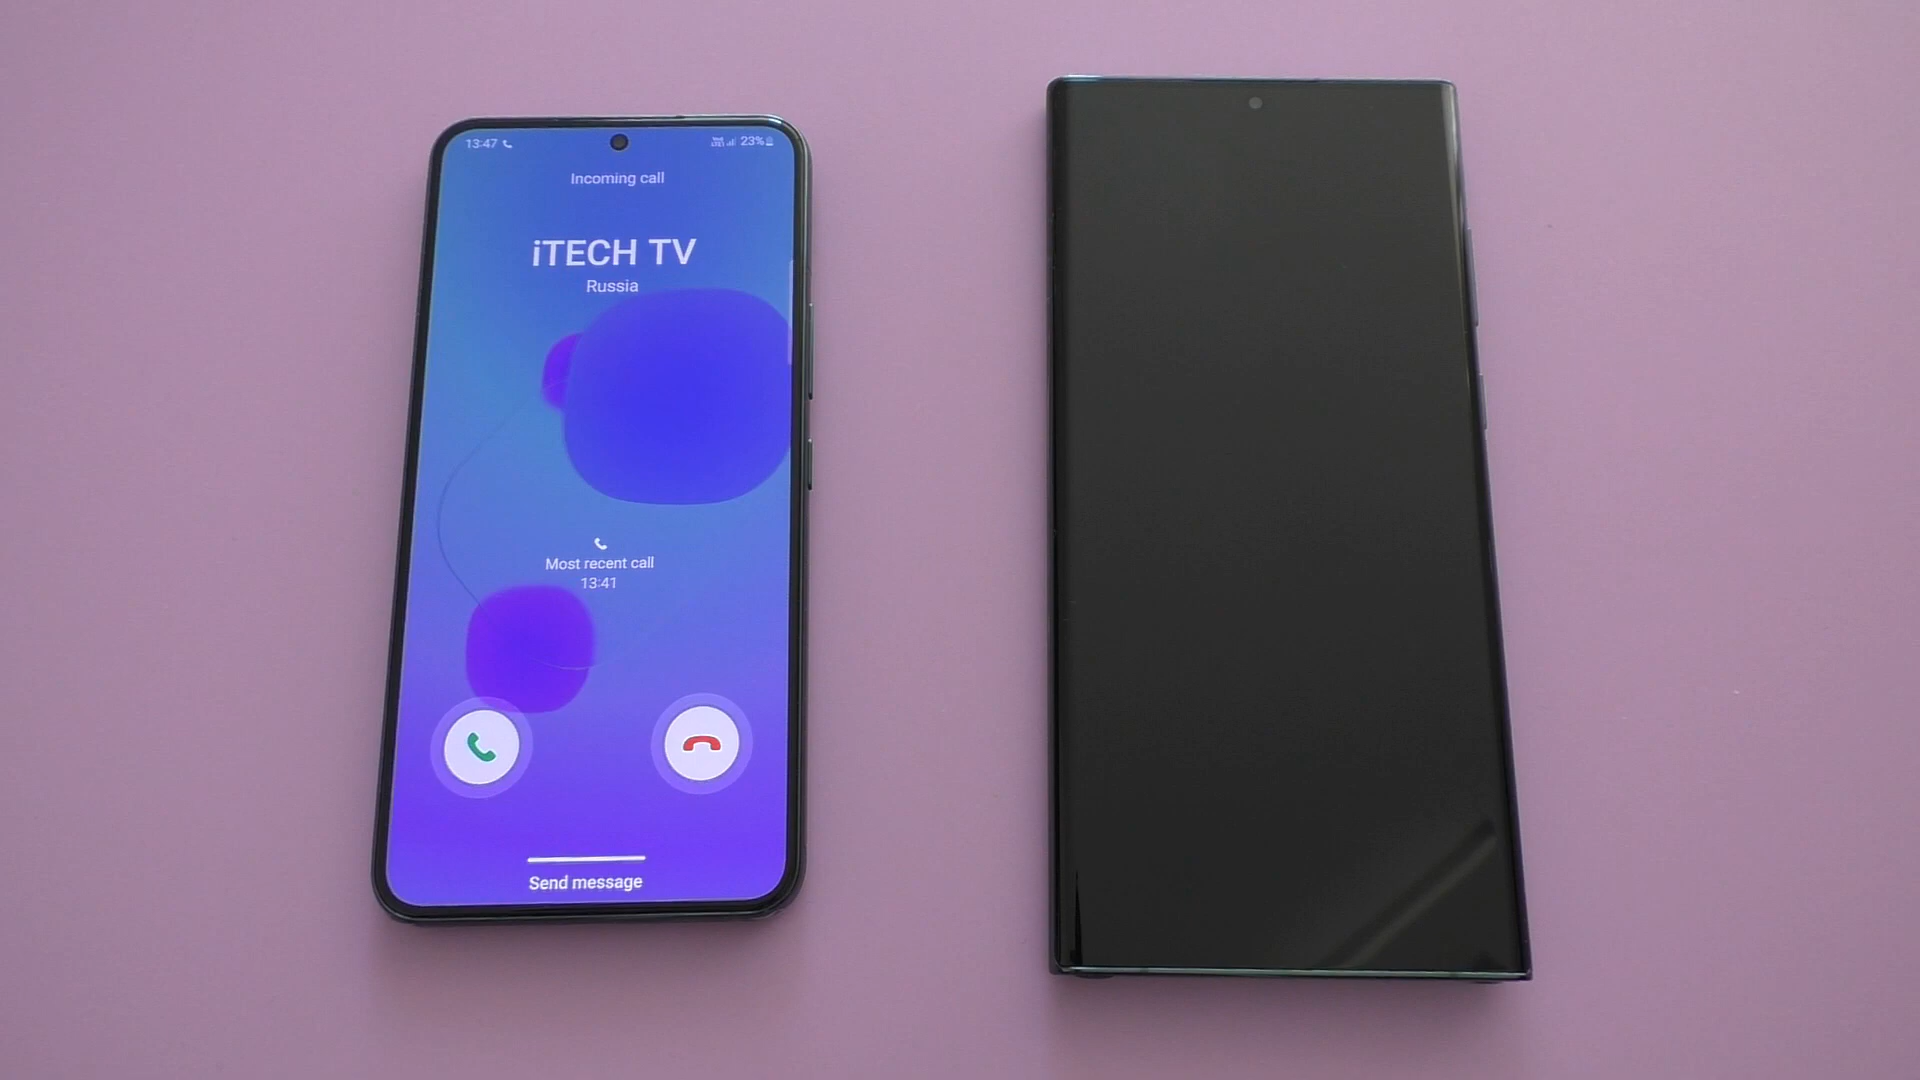 13:47
23%
Incoming call
iTECH TV
Russia
Most recent call
13:41
Send message